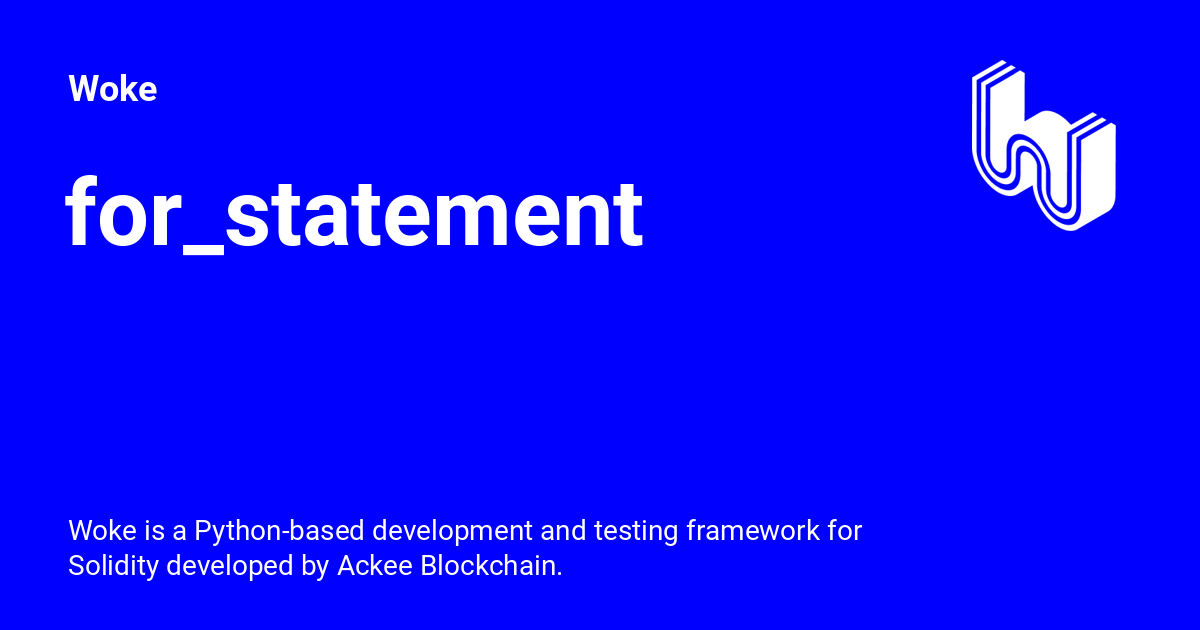 Woke
for_statement
Woke is a Python-based development and testing framework for
Solidity developed by Ackee Blockchain.